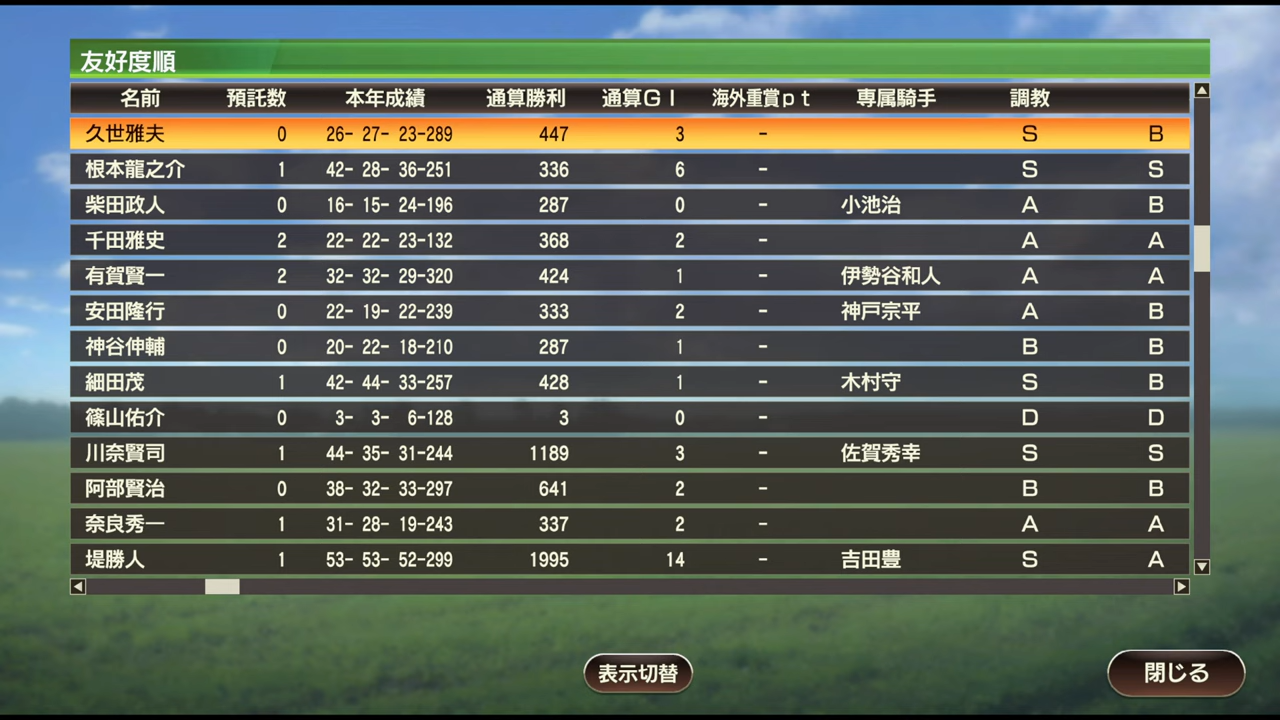 友好度順
名前 預託数 本年成績 通算勝利 通算GⅠ 海外重賞pt 専属騎手 調教
久世雅夫 0 26- 27- 23-289 447 3 - S B
根本龍之介 1 42- 28- 36-251 336 6 - S S
柴田政人 0 16- 15- 24-196 287 0 - 小池治 A B
千田雅史 2 22- 22- 23-132 368 2 - A A
有賀賢一 2 32- 32- 29-320 424 1 - 伊勢谷和人 A A
安田隆行 0 22- 19- 22-239 333 2 - 神戸宗平 A B
神谷伸輔 0 20- 22- 18-210 287 1 - B B
細田茂 1 42- 44- 33-257 428 1 - 木村守 S B
篠山佑介 0 3- 3- 6-128 3 0 - D D
川奈賢司 1 44- 35- 31-244 1189 3 - 佐賀秀幸 S S
阿部賢治 0 38- 32- 33-297 641 2 - B B
奈良秀一 1 31- 28- 19-243 337 2 - A A
堤勝人 1 53- 53- 52-299 1995 14 - 吉田豊 S A
表示切替
閉じる